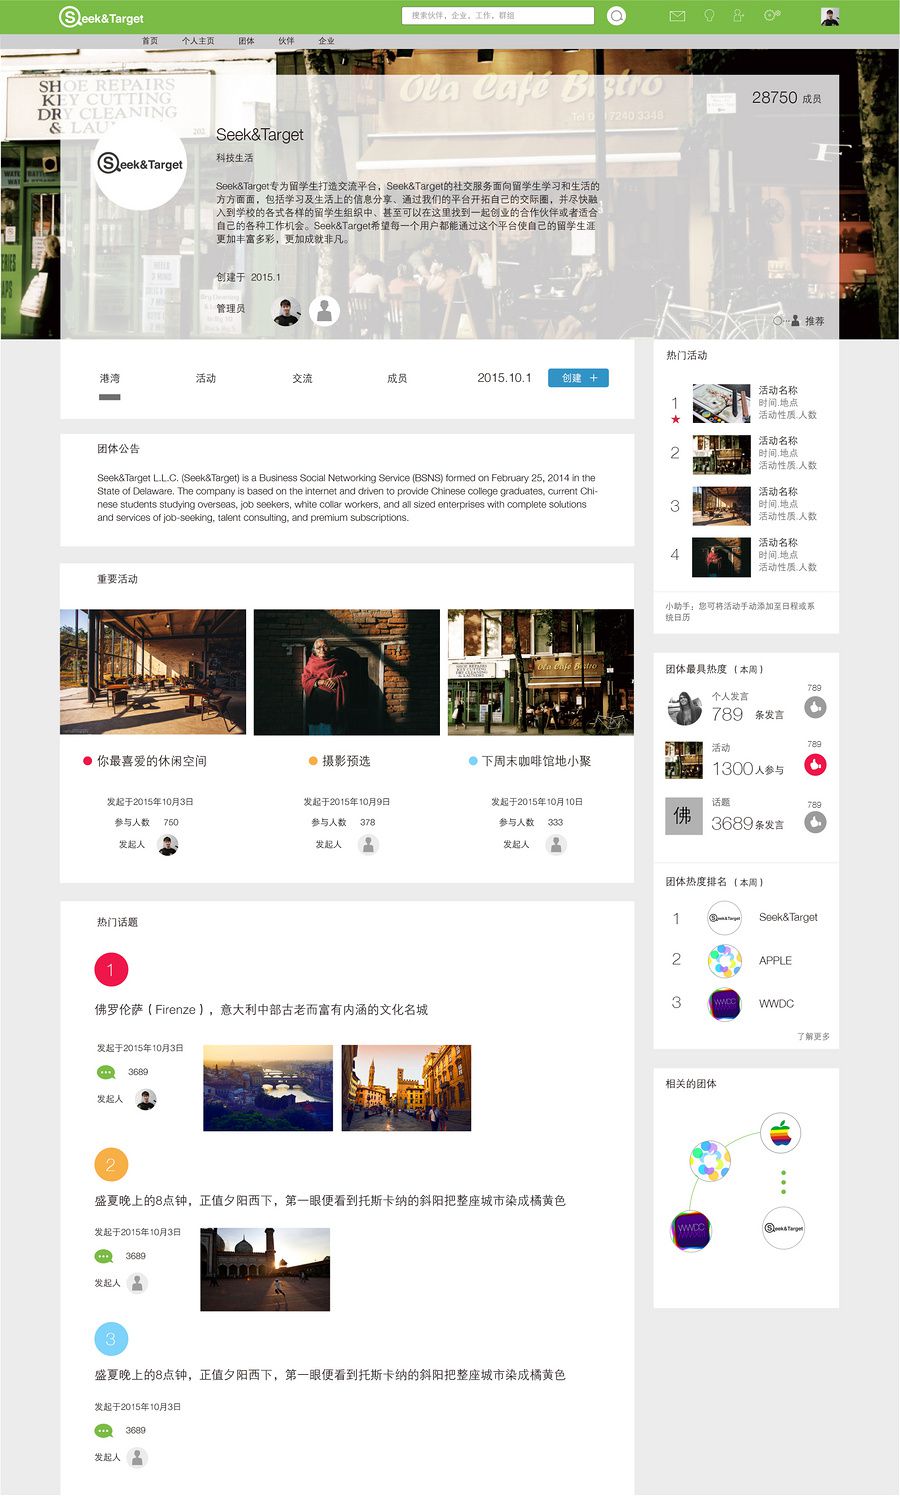 Seek&Target
搜索伙伴，企业，工作，群组
首页 个人主页 团体 伙伴 企业
SHOE REPAIRS
KEY CUTTING
DRY CLEANING
& LAU
202
Ola Café Bistro
Tel 020 7240 3348
28750 成员
Seek&Target
Seek&Target
科技生活
Seek&Target专为留学生打造交流平台，Seek&Target的社交服务面向留学生学习和生活的
方方面面，包括学习及生活上的信息分享、通过我们的平台开拓自己的交际圈，并尽快融
入到学校的各式各样的留学生组织中、甚至可以在这里找到一起创业的合作伙伴或者适合
自己的各种工作机会。Seek&Target希望每一个用户都能通过这个平台使自己的留学生涯
更加丰富多彩，更加成就非凡。
创建于 2015.1
管理员
推荐
港湾 活动 交流 成员 2015.10.1 创建 +
团体公告
Seek&Target L.L.C. (Seek&Target) is a Business Social Networking Service (BSNS) formed on February 25, 2014 in the
State of Delaware. The company is based on the internet and driven to provide Chinese college graduates, current Chi-
nese students studying overseas, job seekers, white collar workers, and all sized enterprises with complete solutions
and services of job-seeking, talent consulting, and premium subscriptions.
重要活动
SHOE REPAIRS
KEY CUTTING
DRY CLEANING
& LAUNDRY
Ola Café Bistro
你最喜爱的休闲空间
发起于2015年10月3日
参与人数 750
发起人
摄影预选
发起于2015年10月9日
参与人数 378
发起人
下周末咖啡馆地小聚
发起于2015年10月10日
参与人数 333
发起人
热门话题
1
佛罗伦萨（Firenze），意大利中部古老而富有内涵的文化名城
发起于2015年10月3日
3689
发起人
2
盛夏晚上的8点钟，正值夕阳西下，第一眼便看到托斯卡纳的斜阳把整座城市染成橘黄色
发起于2015年10月3日
3689
发起人
3
盛夏晚上的8点钟，正值夕阳西下，第一眼便看到托斯卡纳的斜阳把整座城市染成橘黄色
发起于2015年10月3日
3689
发起人
热门活动
1
活动名称
时间.地点
活动性质.人数
2
活动名称
时间.地点
活动性质.人数
3
活动名称
时间.地点
活动性质.人数
4
活动名称
时间.地点
活动性质.人数
小助手：您可将活动手动添加至日程或系
统日历
团体最具热度（本周）
个人发言
789 条发言
789
活动
1300人参与
789
佛
话题
3689条发言
789
团体热度排名（本周）
1 Seek&Target Seek&Target
2 APPLE
3 WWDC WWDC
了解更多
相关的团体
WWDC
Seek&Target